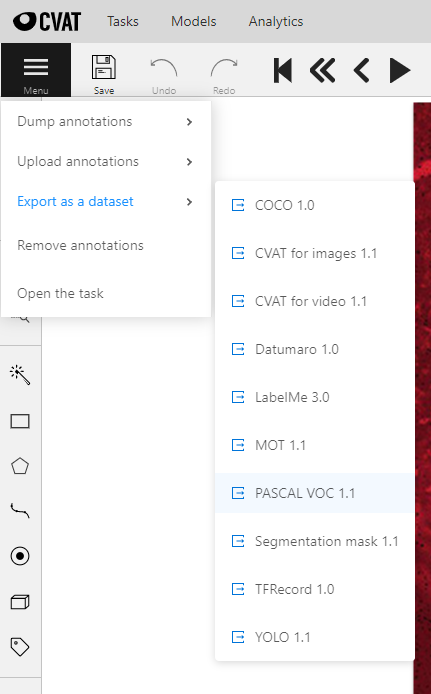 CVAT Tasks Models Analytics
Menu Save Undo Redo
Dump annotations
Upload annotations
Export as a dataset
Remove annotations
Open the task
COCO 1.0
CVAT for images 1.1
CVAT for video 1.1
Datumaro 1.0
LabelMe 3.0
MOT 1.1
PASCAL VOC 1.1
Segmentation mask 1.1
TFRecord 1.0
YOLO 1.1